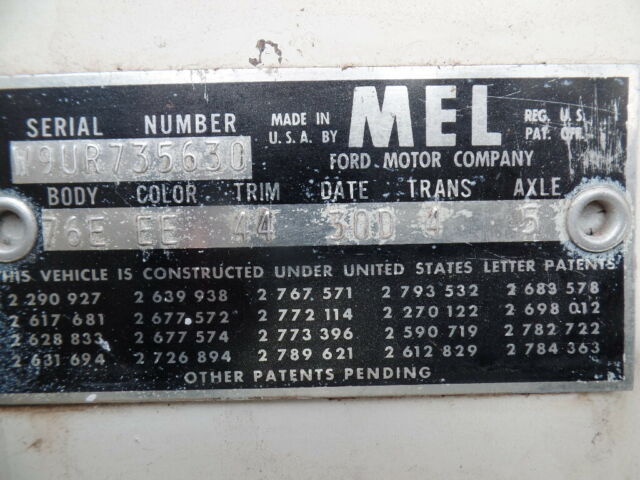 SERIAL NUMBER
W9UR735630
MADE IN
U.S.A. BY
MEL
REG. U.S.
PAT. OFF.
FORD MOTOR COMPANY
BODY COLOR TRIM DATE TRANS AXLE
76E EE 44 30D 4 5
THIS VEHICLE IS CONSTRUCTED UNDER UNITED STATES LETTER PATENTS
2 290 927 2 639 938 2 767 571 2 793 532 2 683 578
2 617 681 2 677 572 2 772 114 2 270 122 2 698 012
2 628 833 2 677 574 2 773 396 2 590 719 2 782 722
2 631 694 2 726 894 2 789 621 2 612 829 2 784 363
OTHER PATENTS PENDING